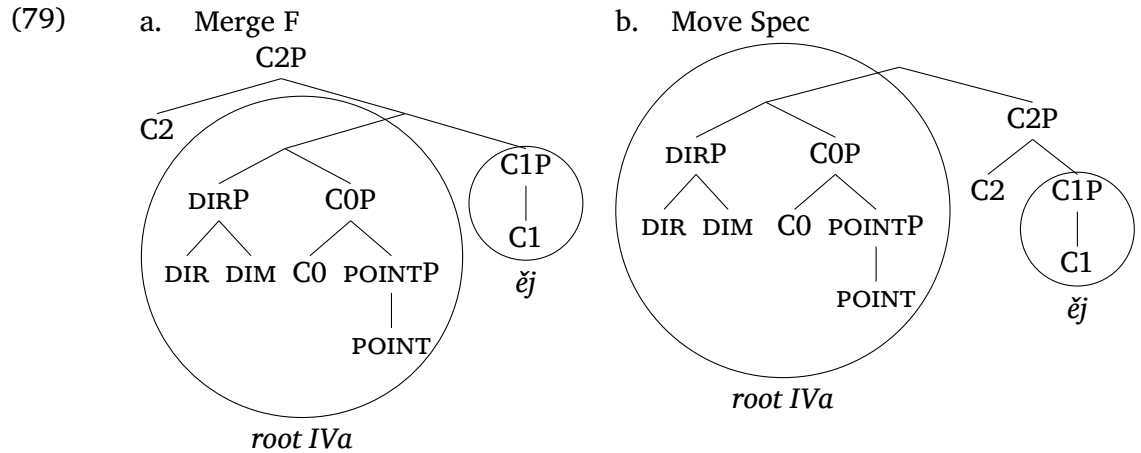 (79) a. Merge F b. Move Spec
C2P
C2
DIRP C0P C1P
DIR DIM C0 POINTP C1
POINT
ěj
root IVa
DIRP C0P C2P
C2 C1P
DIR DIM C0 POINTP C1
POINT
ěj
root IVa